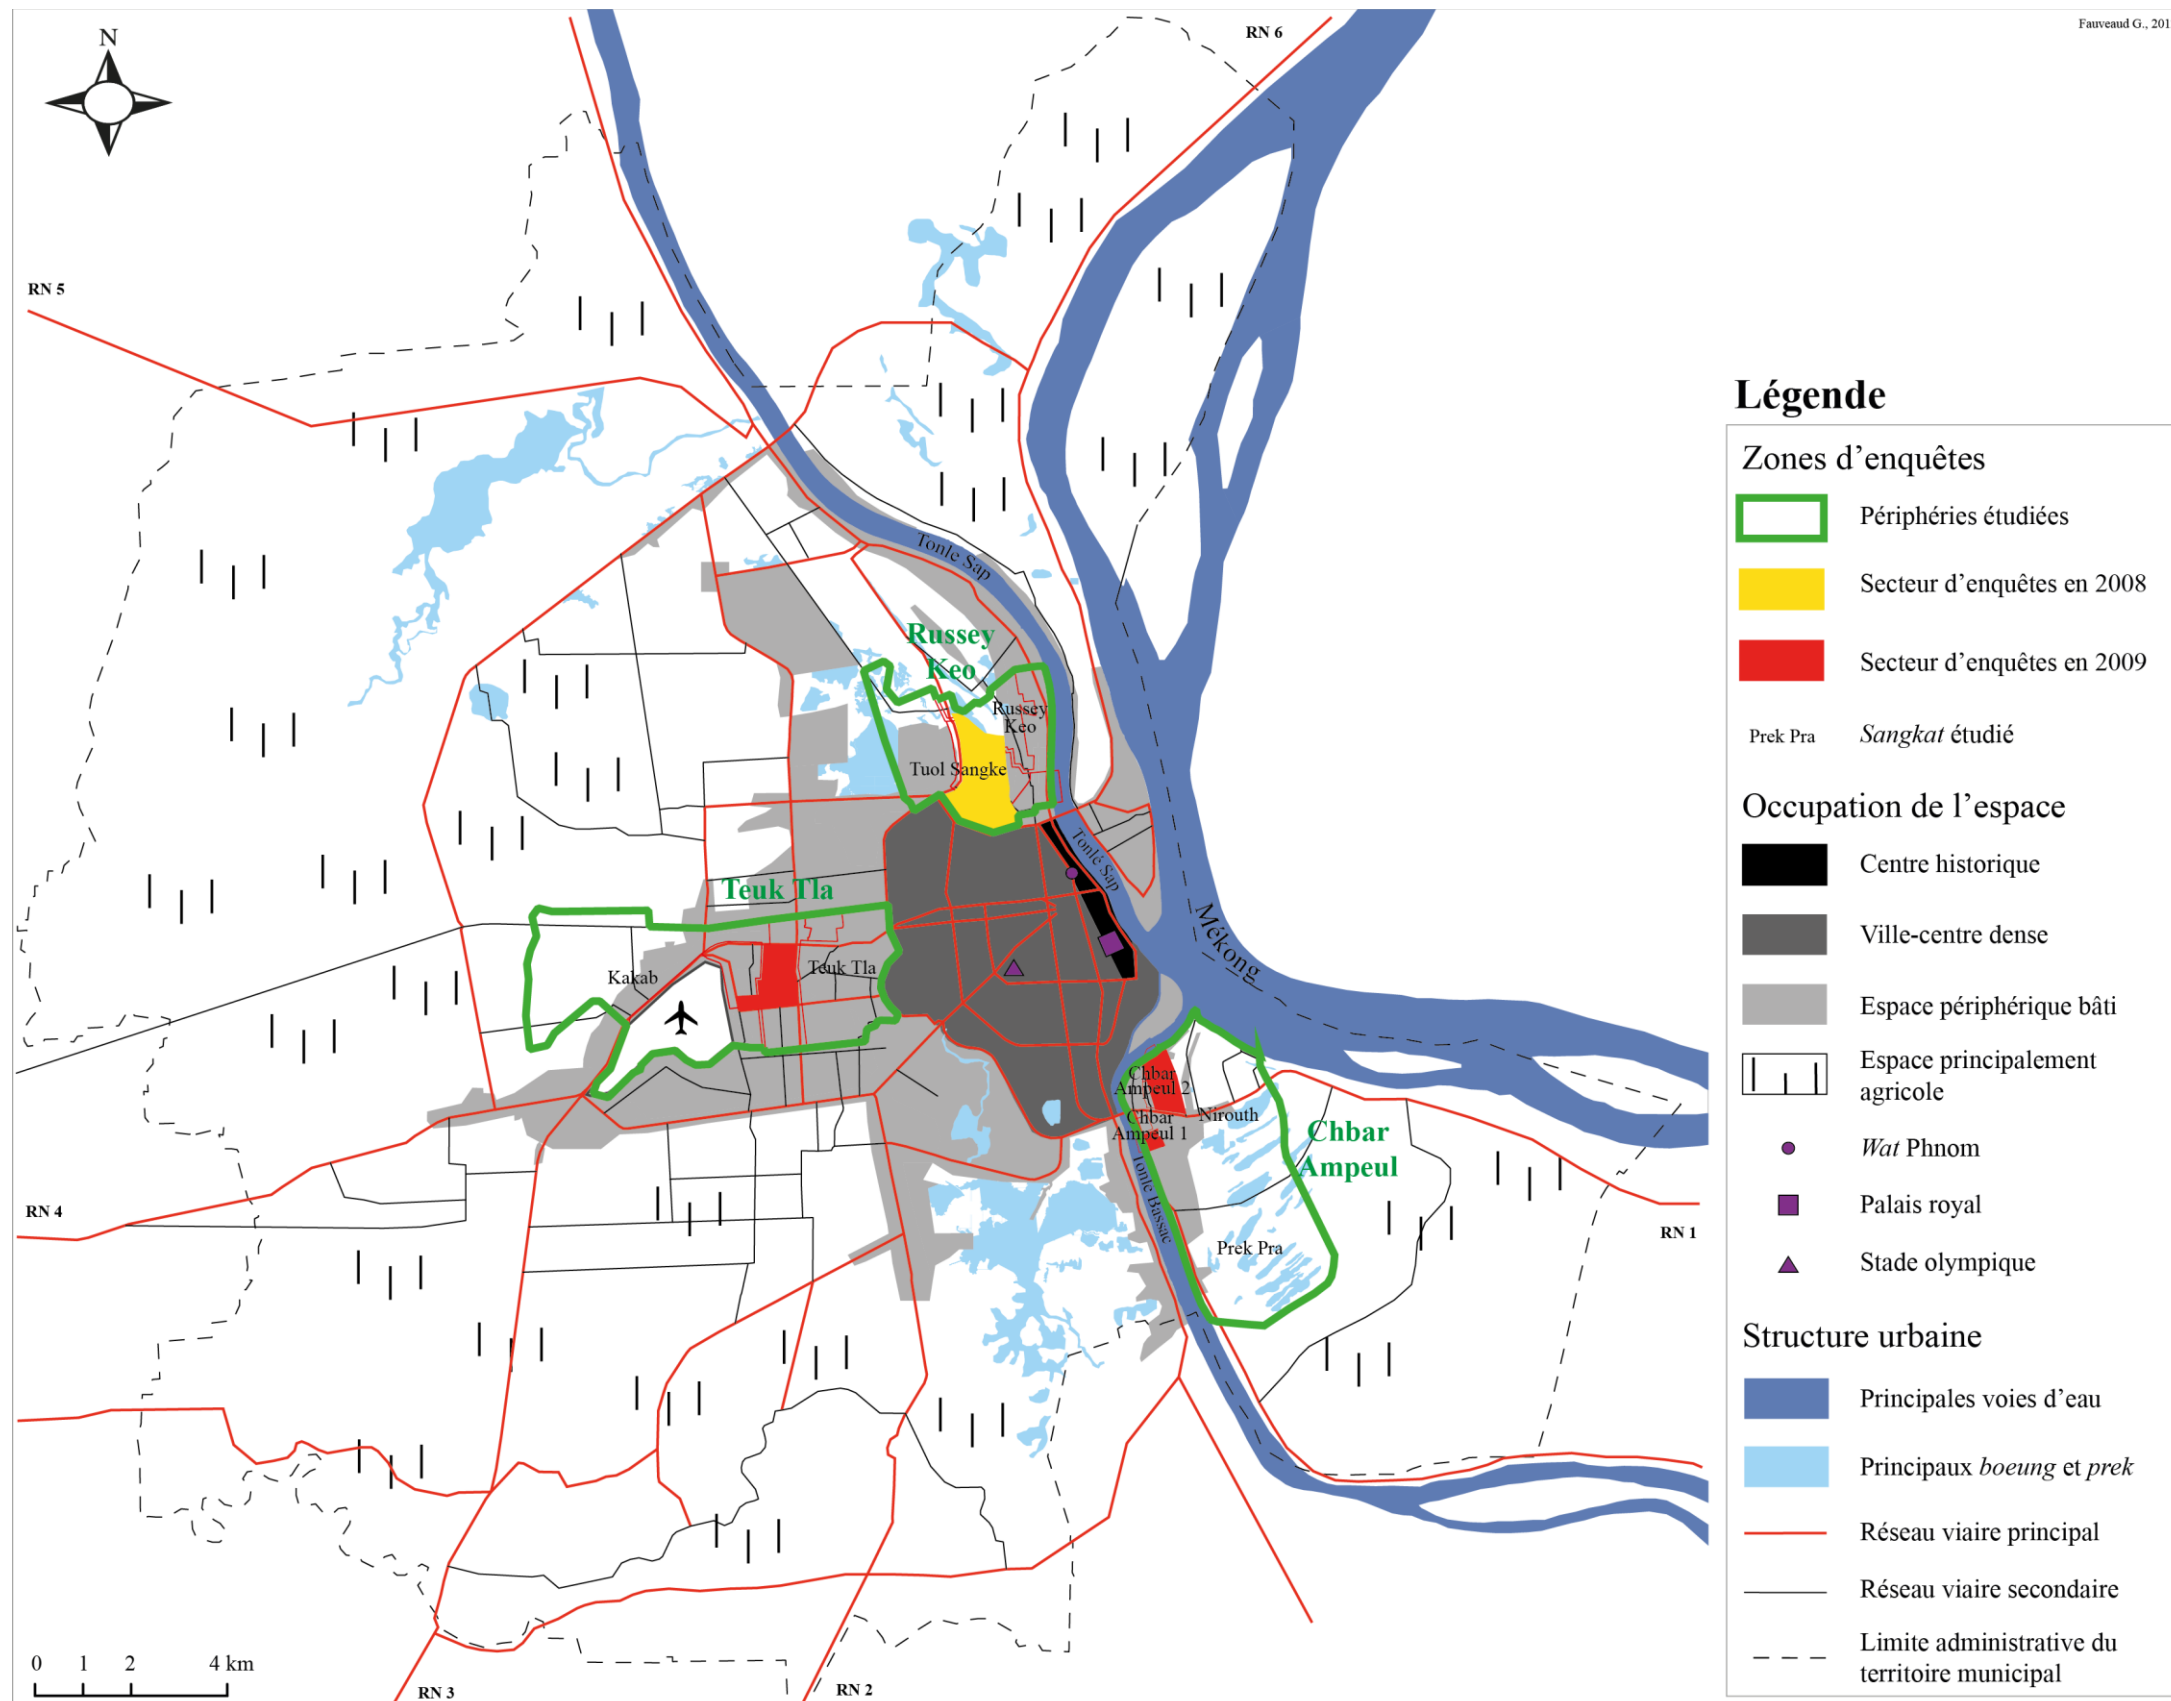 N
RN 6
Fauveaud G., 201
RN 5
Tonle Sap
Russey
Keo
Russey
Keo
Tuol Sangke
Tonlé Sap
Teuk Tla
Mékong
Kakab
Teuk Tla
Chbar
Ampeul 2
Chbar
Ampeul 1
Nirouth
Chbar
Ampeul
Tonle Bassac
Prek Pra
RN 4
RN 1
0 1 2 4 km
RN 3
RN 2
Légende
Zones d’enquêtes
Périphéries étudiées
Secteur d’enquêtes en 2008
Secteur d’enquêtes en 2009
Prek Pra Sangkat étudié
Occupation de l’espace
Centre historique
Ville-centre dense
Espace périphérique bâti
Espace principalement
agricole
Wat Phnom
Palais royal
Stade olympique
Structure urbaine
Principales voies d’eau
Principaux boeung et prek
Réseau viaire principal
Réseau viaire secondaire
Limite administrative du
territoire municipal